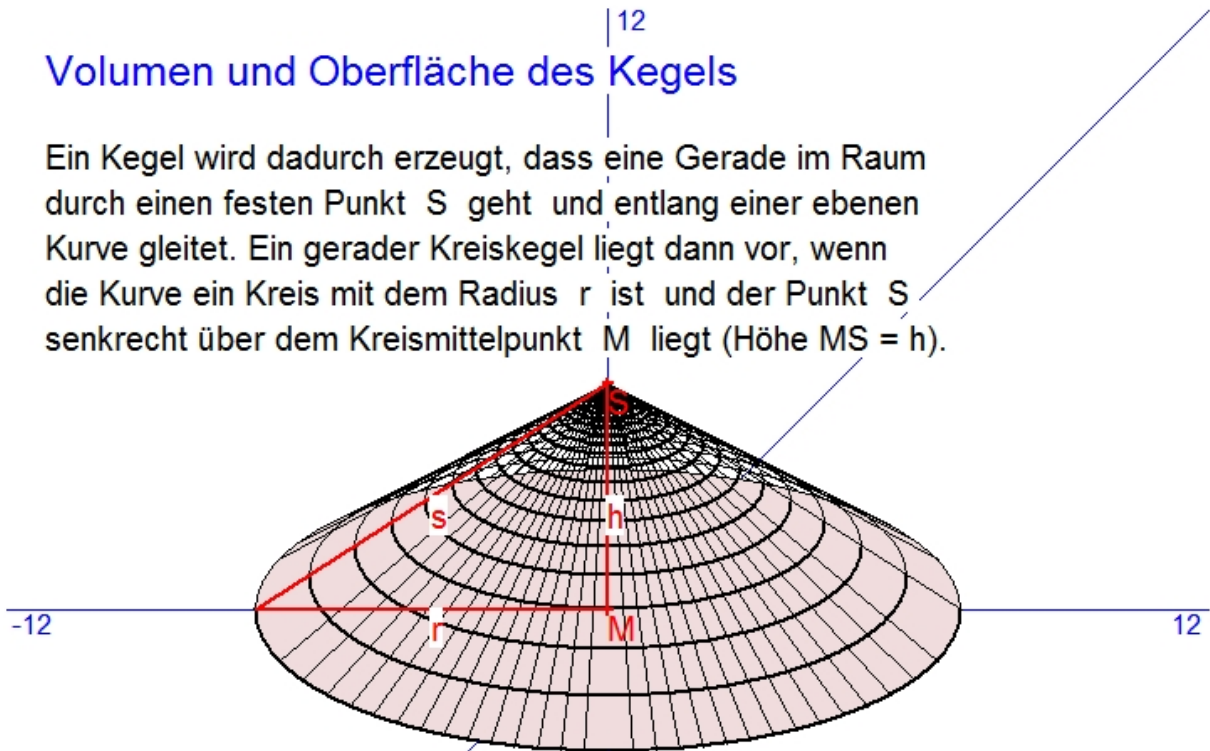 12
Volumen und Oberfläche des Kegels
Ein Kegel wird dadurch erzeugt, dass eine Gerade im Raum
durch einen festen Punkt S geht und entlang einer ebenen
Kurve gleitet. Ein gerader Kreiskegel liegt dann vor, wenn
die Kurve ein Kreis mit dem Radius r ist und der Punkt S
senkrecht über dem Kreismittelpunkt M liegt (Höhe MS = h).
S
s
h
-12
r
M
12